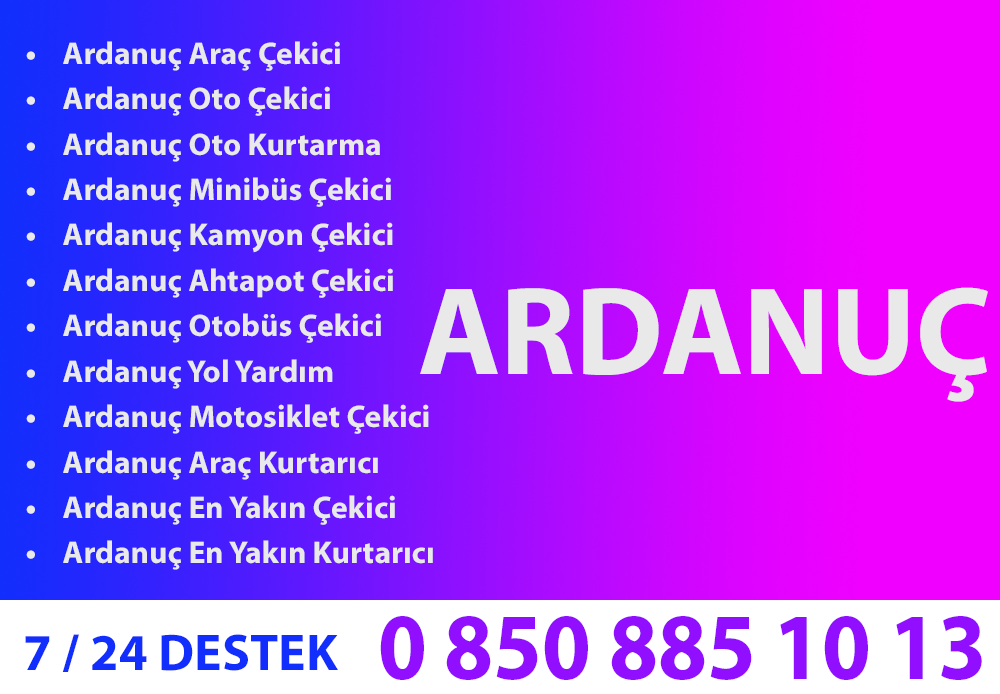 • Ardanuç Araç Çekici
• Ardanuç Oto Çekici
• Ardanuç Oto Kurtarma
• Ardanuç Minibüs Çekici
• Ardanuç Kamyon Çekici
• Ardanuç Ahtapot Çekici
• Ardanuç Otobüs Çekici
• Ardanuç Yol Yardım
• Ardanuç Motosiklet Çekici
• Ardanuç Araç Kurtarıcı
• Ardanuç En Yakın Çekici
• Ardanuç En Yakın Kurtarıcı
ARDANUÇ
7 / 24 DESTEK
0 850 885 10 13